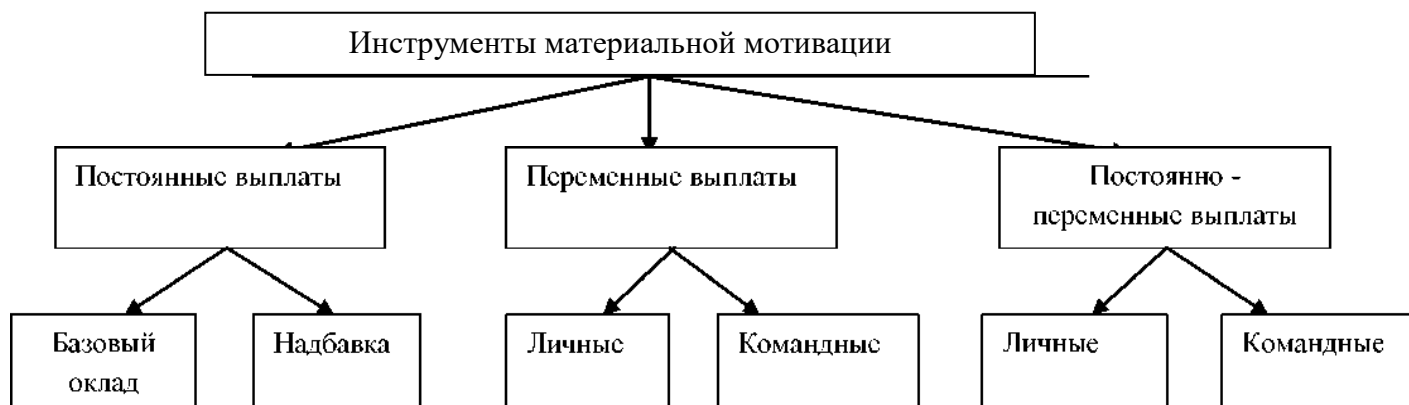 Инструменты материальной мотивации
Постоянные выплаты
Переменные выплаты
Постоянно -
переменные выплаты
Базовый
оклад
Надбавка
Личные
Командные
Личные
Командные